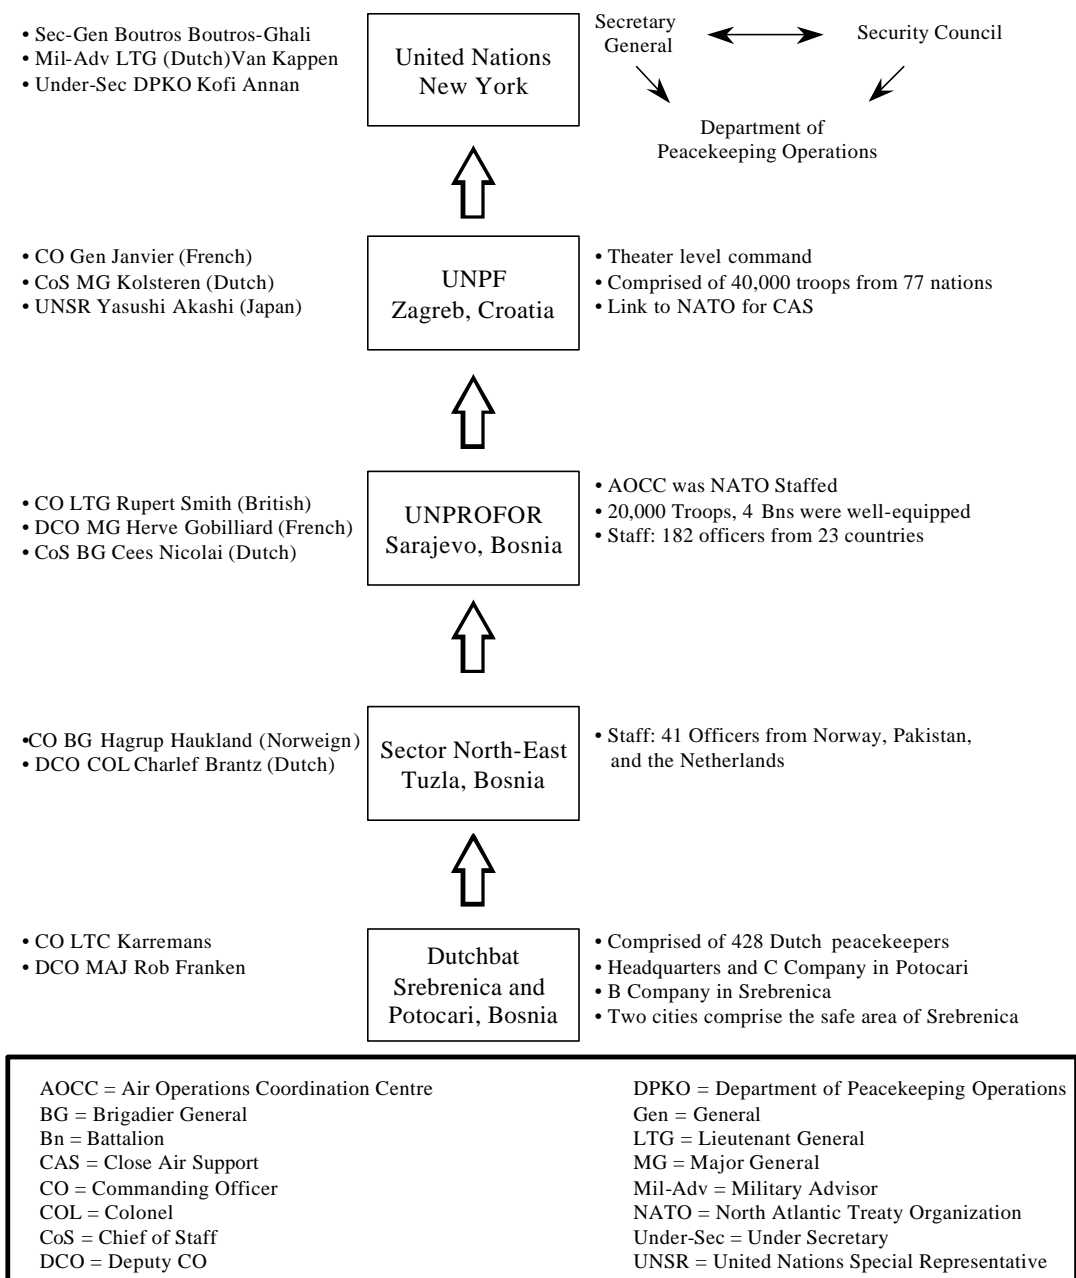 • Sec-Gen Boutros Boutros-Ghali
• Mil-Adv LTG (Dutch)Van Kappen
• Under-Sec DPKO Kofi Annan
United Nations
New York
Secretary
General
Security Council
Department of
Peacekeeping Operations
• CO Gen Janvier (French)
• CoS MG Kolsteren (Dutch)
• UNSR Yasushi Akashi (Japan)
UNPF
Zagreb, Croatia
• Theater level command
• Comprised of 40,000 troops from 77 nations
• Link to NATO for CAS
• CO LTG Rupert Smith (British)
• DCO MG Herve Gobilliard (French)
• CoS BG Cees Nicolai (Dutch)
UNPROFOR
Sarajevo, Bosnia
• AOCC was NATO Staffed
• 20,000 Troops, 4 Bns were well-equipped
• Staff: 182 officers from 23 countries
•CO BG Hagrup Haukland (Norweign)
• DCO COL Charlef Brantz (Dutch)
Sector North-East
Tuzla, Bosnia
• Staff: 41 Officers from Norway, Pakistan,
and the Netherlands
• CO LTC Karremans
• DCO MAJ Rob Franken
Dutchbat
Srebrenica and
Potocari, Bosnia
• Comprised of 428 Dutch peacekeepers
• Headquarters and C Company in Potocari
• B Company in Srebrenica
• Two cities comprise the safe area of Srebrenica
AOCC = Air Operations Coordination Centre
BG = Brigadier General
Bn = Battalion
CAS = Close Air Support
CO = Commanding Officer
COL = Colonel
CoS = Chief of Staff
DCO = Deputy CO
DPKO = Department of Peacekeeping Operations
Gen = General
LTG = Lieutenant General
MG = Major General
Mil-Adv = Military Advisor
NATO = North Atlantic Treaty Organization
Under-Sec = Under Secretary
UNSR = United Nations Special Representative